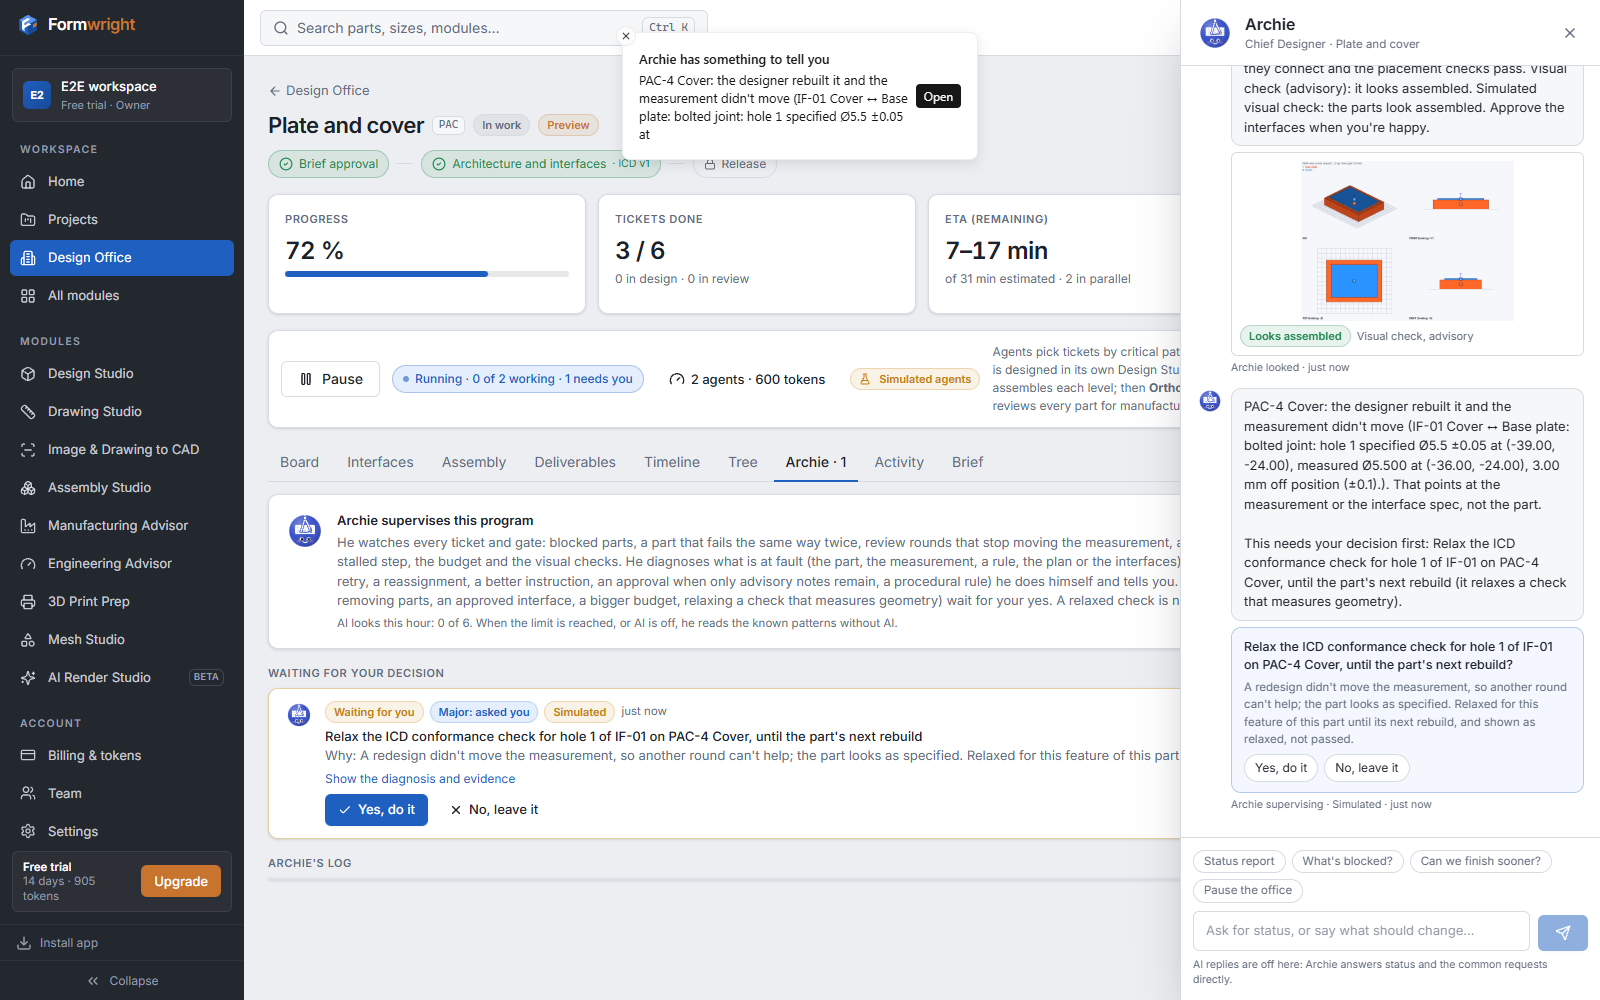 Formwright
E2
E2E workspace
Free trial · Owner
WORKSPACE
Home
Projects
Design Office
All modules
MODULES
Design Studio
Drawing Studio
Image & Drawing to CAD
Assembly Studio
Manufacturing Advisor
Engineering Advisor
3D Print Prep
Mesh Studio
AI Render Studio
BETA
ACCOUNT
Billing & tokens
Team
Settings
Free trial
14 days · 905
tokens
Upgrade
Install app
Collapse
Search parts, sizes, modules...
Ctrl K
Archie has something to tell you
PAC-4 Cover: the designer rebuilt it and the
measurement didn't move (IF-01 Cover ↔ Base
plate: bolted joint: hole 1 specified Ø5.5 ±0.05
at
Open
Design Office
Plate and cover
PAC
In work
Preview
Brief approval
Architecture and interfaces · ICD v1
Release
PROGRESS
72 %
TICKETS DONE
3 / 6
0 in design · 0 in review
ETA (REMAINING)
7–17 min
of 31 min estimated · 2 in parallel
Pause
Running · 0 of 2 working · 1 needs you
2 agents · 600 tokens
Simulated agents
Agents pick tickets by critical pat
is designed in its own Design Stu
assembles each level; then Ortho
reviews every part for manufactu
Board
Interfaces
Assembly
Deliverables
Timeline
Tree
Archie · 1
Activity
Brief
Archie supervises this program
He watches every ticket and gate: blocked parts, a part that fails the same way twice, review rounds that stop moving the measurement, a
stalled step, the budget and the visual checks. He diagnoses what is at fault (the part, the measurement, a rule, the plan or the interfaces)
retry, a reassignment, a better instruction, an approval when only advisory notes remain, a procedural rule) he does himself and tells you.
removing parts, an approved interface, a bigger budget, relaxing a check that measures geometry) wait for your yes. A relaxed check is n
AI looks this hour: 0 of 6. When the limit is reached, or AI is off, he reads the known patterns without AI.
WAITING FOR YOUR DECISION
Waiting for you
Major: asked you
Simulated
just now
Relax the ICD conformance check for hole 1 of IF-01 on PAC-4 Cover, until the part's next rebuild
Why: A redesign didn't move the measurement, so another round can't help; the part looks as specified. Relaxed for this feature of this part
Show the diagnosis and evidence
Yes, do it
No, leave it
ARCHIE'S LOG
Archie
Chief Designer · Plate and cover
they connect and the placement checks pass. Visual
check (advisory): it looks assembled. Simulated
visual check: the parts look assembled. Approve the
interfaces when you're happy.
Looks assembled
Visual check, advisory
Archie looked · just now
PAC-4 Cover: the designer rebuilt it and the
measurement didn't move (IF-01 Cover ↔ Base plate:
bolted joint: hole 1 specified Ø5.5 ±0.05 at (-39.00,
-24.00), measured Ø5.500 at (-36.00, -24.00), 3.00
mm off position (±0.1).). That points at the
measurement or the interface spec, not the part.
This needs your decision first: Relax the ICD
conformance check for hole 1 of IF-01 on PAC-4
Cover, until the part's next rebuild (it relaxes a check
that measures geometry).
Relax the ICD conformance check for hole 1 of IF-01
on PAC-4 Cover, until the part's next rebuild?
A redesign didn't move the measurement, so another round
can't help; the part looks as specified. Relaxed for this
feature of this part until its next rebuild, and shown as
relaxed, not passed.
Yes, do it
No, leave it
Archie supervising · Simulated · just now
Status report
What's blocked?
Can we finish sooner?
Pause the office
Ask for status, or say what should change...
AI replies are off here: Archie answers status and the common requests
directly.